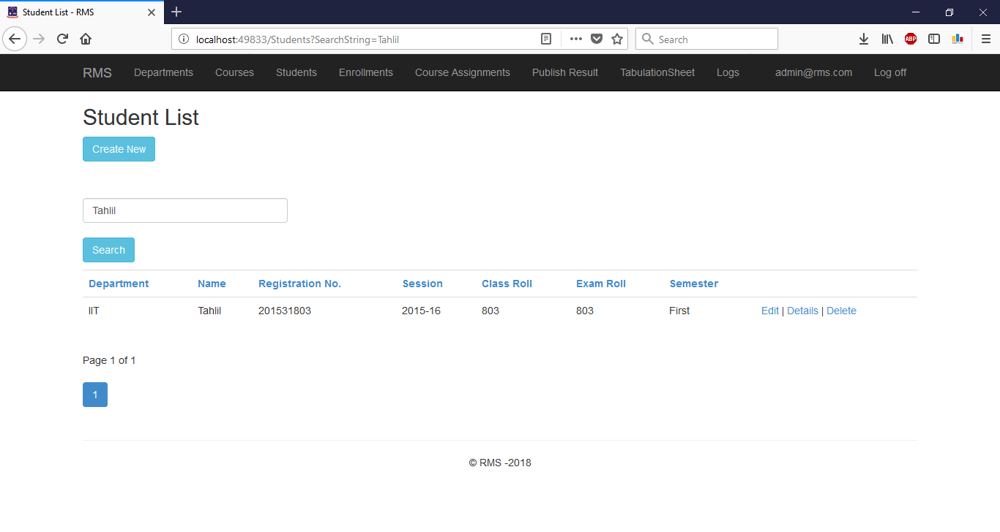 Student List - RMS
localhost:49833/Students?SearchString=Tahlil
Search
ABP
RMS Departments Courses Students Enrollments Course Assignments Publish Result TabulationSheet Logs admin@rms.com Log off
Student List
Create New
Tahlil
Search
Department Name Registration No. Session Class Roll Exam Roll Semester
IIT Tahlil 201531803 2015-16 803 803 First Edit | Details | Delete
Page 1 of 1
1
© RMS -2018